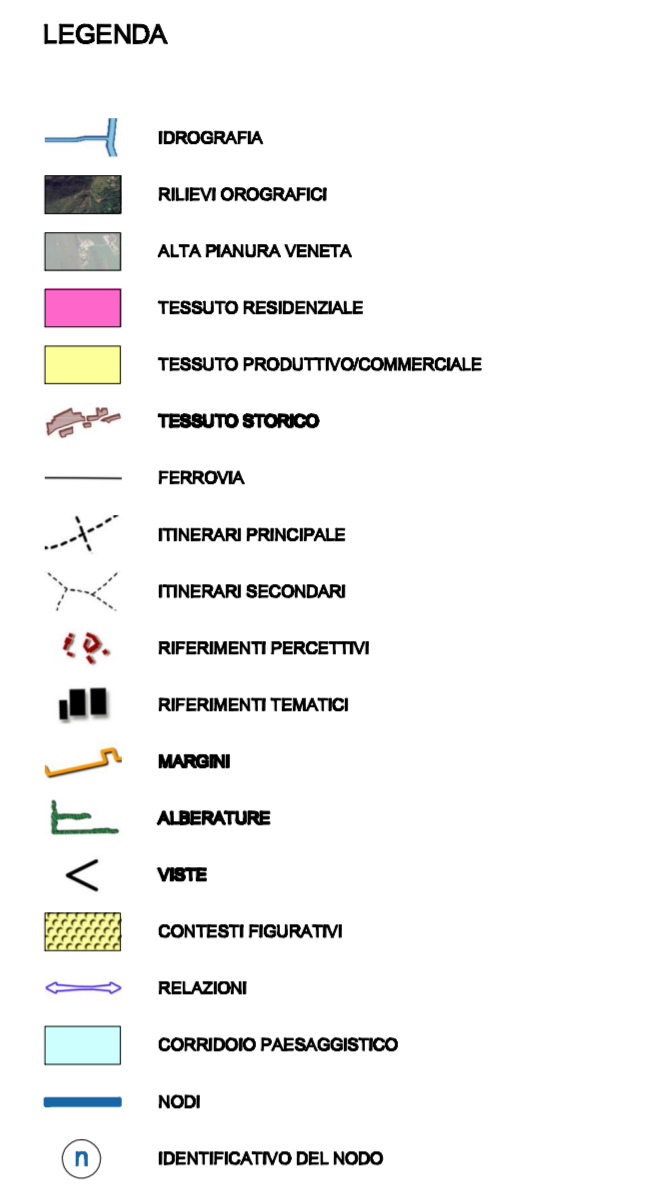 LEGENDA
IDROGRAFIA
RILIEVI OROGRAFICI
ALTA PIANURA VENETA
TESSUTO RESIDENZIALE
TESSUTO PRODUTTIVO/COMMERCIALE
TESSUTO STORICO
FERROVIA
ITINERARI PRINCIPALE
ITINERARI SECONDARI
RIFERIMENTI PERCETTIVI
RIFERIMENTI TEMATICI
MARGINI
ALBERATURE
VISTE
CONTESTI FIGURATIVI
RELAZIONI
CORRIDOIO PAESAGGISTICO
NODI
n IDENTIFICATIVO DEL NODO